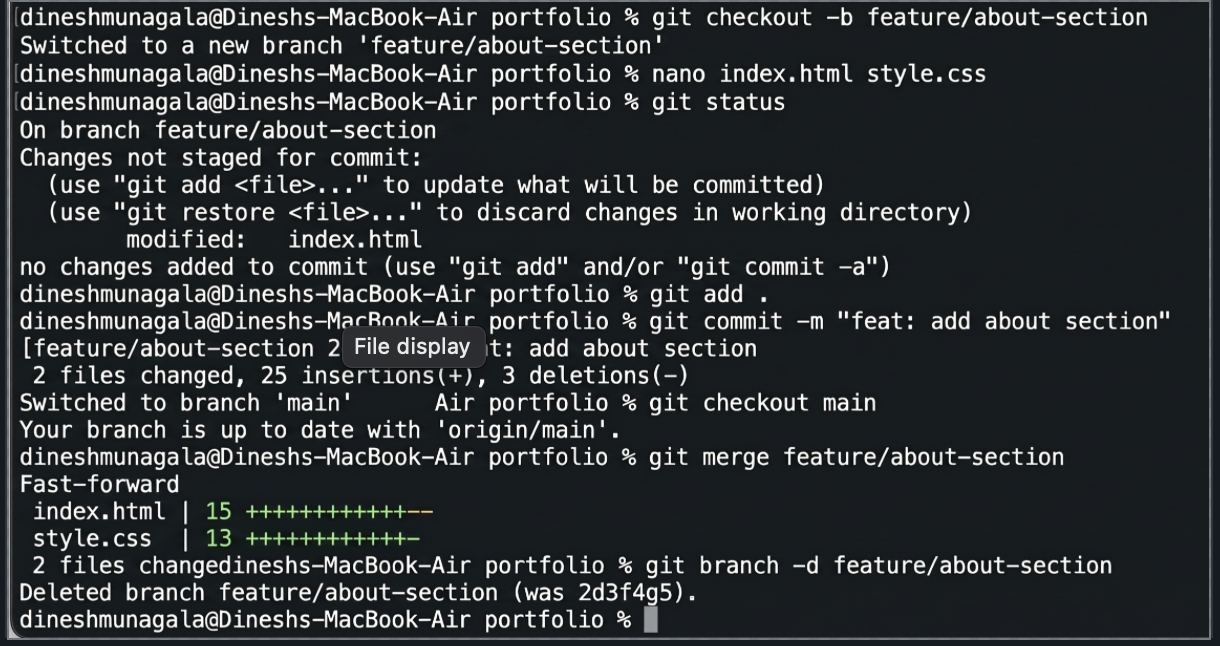 [dineshmunagala@Dineshs-MacBook-Air portfolio % git checkout -b feature/about-section
Switched to a new branch 'feature/about-section'
[dineshmunagala@Dineshs-MacBook-Air portfolio % nano index.html style.css
[dineshmunagala@Dineshs-MacBook-Air portfolio % git status
On branch feature/about-section
Changes not staged for commit:
  (use "git add <file>..." to update what will be committed)
  (use "git restore <file>..." to discard changes in working directory)
        modified:   index.html
no changes added to commit (use "git add" and/or "git commit -a")
dineshmunagala@Dineshs-MacBook-Air portfolio % git add .
dineshmunagala@Dineshs-MacBook-Air portfolio % git commit -m "feat: add about section"
[feature/about-section 2 File display t: add about section
 2 files changed, 25 insertions(+), 3 deletions(-)
Switched to branch 'main'      Air portfolio % git checkout main
Your branch is up to date with 'origin/main'.
dineshmunagala@Dineshs-MacBook-Air portfolio % git merge feature/about-section
Fast-forward
 index.html | 15 ++++++++++++--
 style.css  | 13 ++++++++++++-
 2 files changedineshs-MacBook-Air portfolio % git branch -d feature/about-section
Deleted branch feature/about-section (was 2d3f4g5).
dineshmunagala@Dineshs-MacBook-Air portfolio %